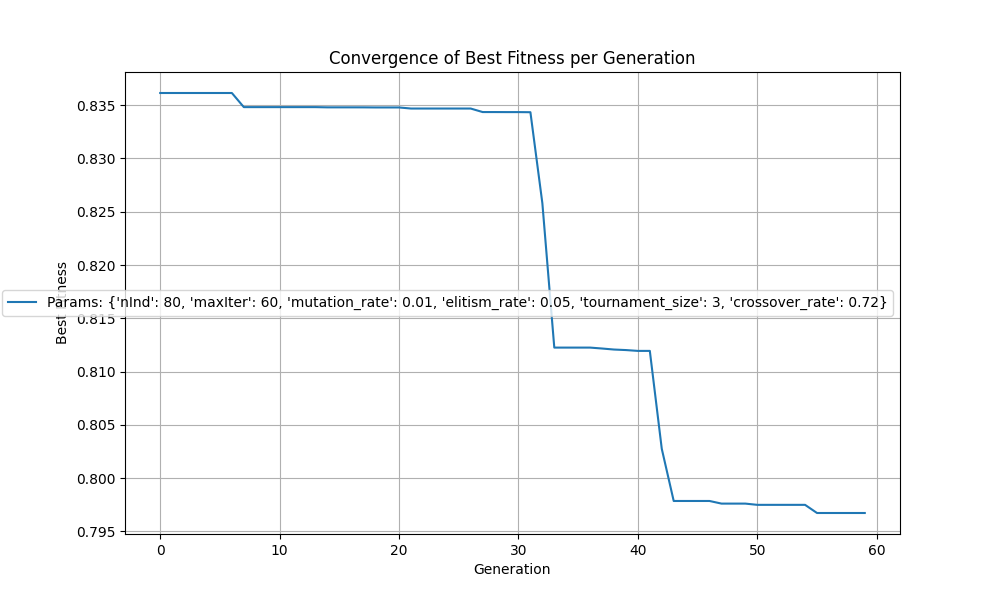 Convergence of Best Fitness per Generation
0.835
0.830
0.825
0.820
Params: {'nInd': 80, 'maxIter': 60, 'mutation_rate': 0.01, 'elitism_rate': 0.05, 'tournament_size': 3, 'crossover_rate': 0.72}
Best Fitness
0.815
0.810
0.805
0.800
0.795
0 10 20 30 40 50 60
Generation